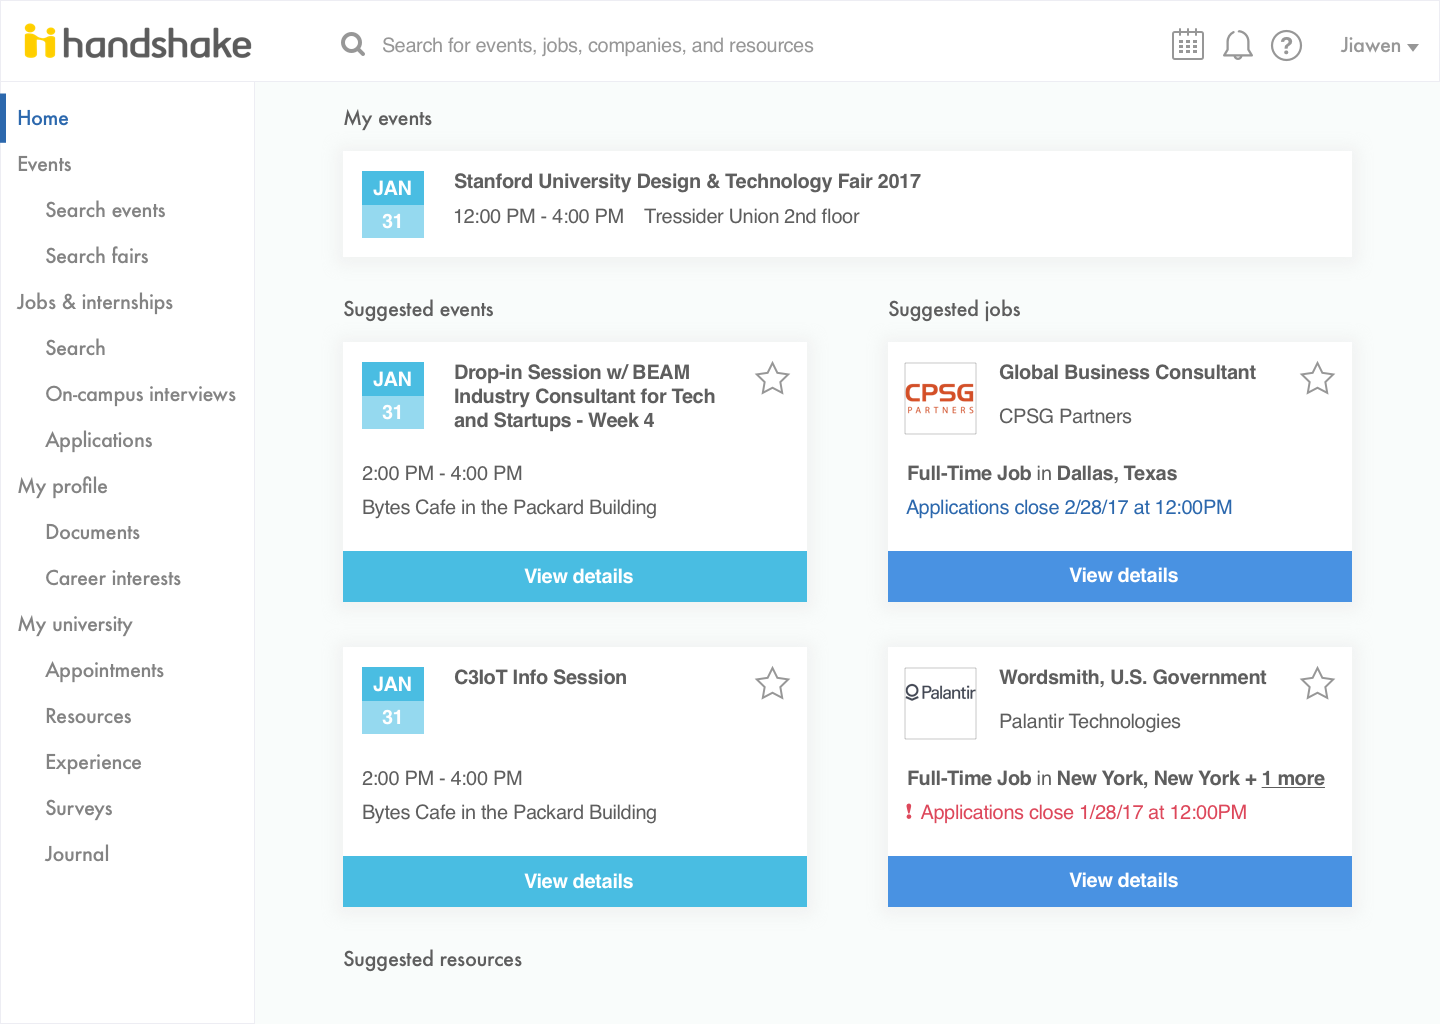 handshake
Search for events, jobs, companies, and resources
?
Jiawen
Home
Events
Search events
Search fairs
Jobs & internships
Search
On-campus interviews
Applications
My profile
Documents
Career interests
My university
Appointments
Resources
Experience
Surveys
Journal
My events
JAN
31
Stanford University Design & Technology Fair 2017
12:00 PM - 4:00 PM Tressider Union 2nd floor
Suggested events
JAN
31
Drop-in Session w/ BEAM
Industry Consultant for Tech
and Startups - Week 4
2:00 PM - 4:00 PM
Bytes Cafe in the Packard Building
View details
JAN
31
C3IoT Info Session
2:00 PM - 4:00 PM
Bytes Cafe in the Packard Building
View details
Suggested jobs
CPSG
PARTNERS
Global Business Consultant
CPSG Partners
Full-Time Job in Dallas, Texas
Applications close 2/28/17 at 12:00PM
View details
Palantir
Wordsmith, U.S. Government
Palantir Technologies
Full-Time Job in New York, New York + 1 more
! Applications close 1/28/17 at 12:00PM
View details
Suggested resources